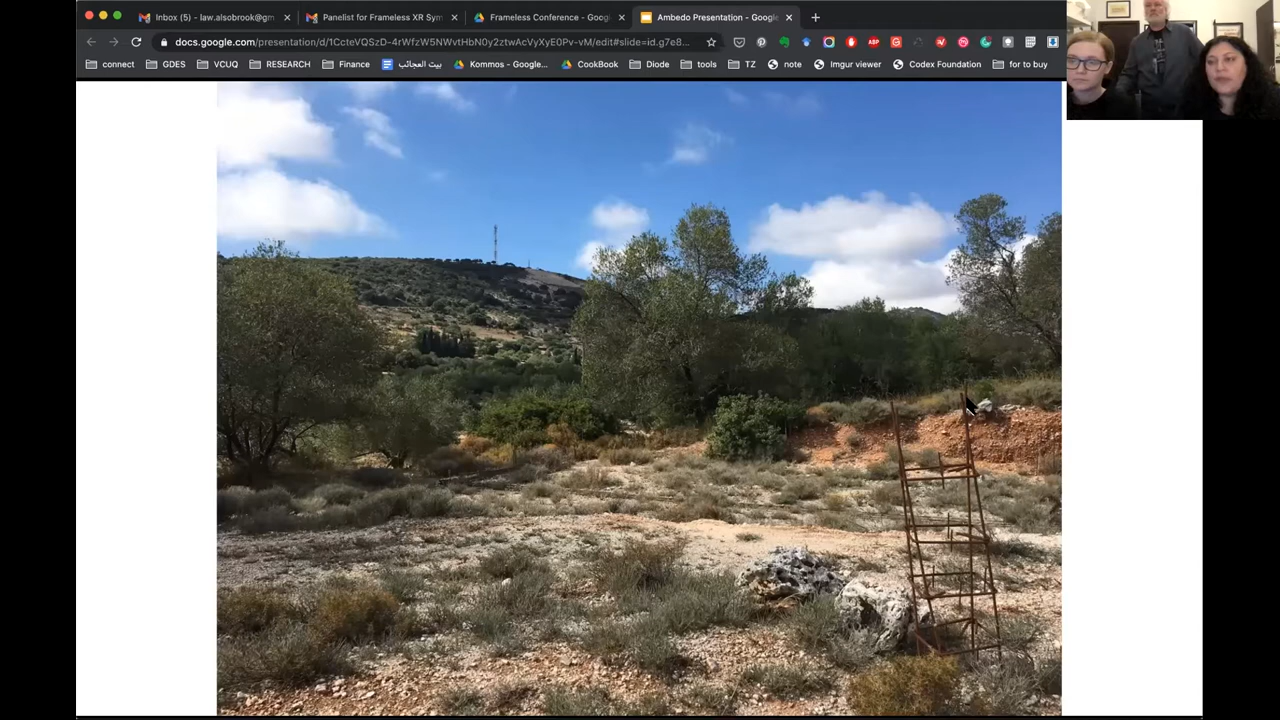 Inbox (5) - law.alsobrook@gm
Panelist for Frameless XR Sym
Frameless Conference - Goog
Ambedo Presentation - Google
docs.google.com/presentation/d/1CcteVQSzD-4rWfzW5NWvtHbN0y2ztwAcVyXyE0Pv-vM/edit#slide=id.g7e8...
connect
GDES
VCUQ
RESEARCH
Finance
بيت العجائب
Kommos - Google...
CookBook
Diode
tools
TZ
note
Imgur viewer
Codex Foundation
for to buy